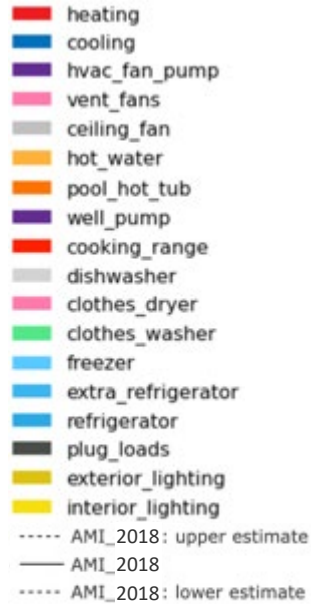 heating
cooling
hvac_fan_pump
vent_fans
ceiling_fan
hot_water
pool_hot_tub
well_pump
cooking_range
dishwasher
clothes_dryer
clothes_washer
freezer
extra_refrigerator
refrigerator
plug_loads
exterior_lighting
interior_lighting
AMI_2018: upper estimate
AMI_2018
AMI_2018: lower estimate